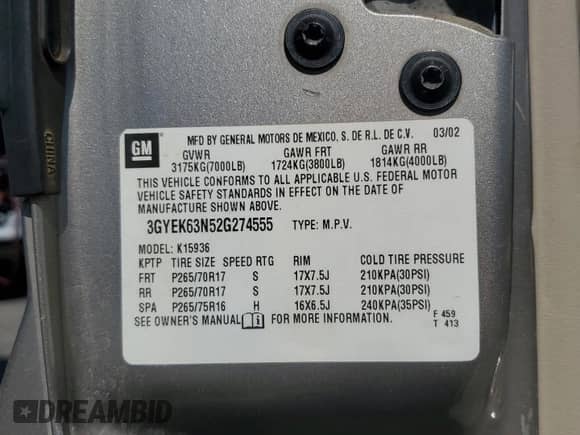 CHINA
GM
MFD BY GENERAL MOTORS DE MEXICO, S. DE R.L. DE C.V. 03/02
GVWR GAWR FRT GAWR RR
3175KG(7000LB) 1724KG(3800LB) 1814KG(4000LB)
THIS VEHICLE CONFORMS TO ALL APPLICABLE U.S. FEDERAL MOTOR
VEHICLE SAFETY STANDARDS IN EFFECT ON THE DATE OF
MANUFACTURE SHOWN ABOVE.
3GYEK63N52G274555 TYPE: M.P.V.
MODEL: K15936
KPTP TIRE SIZE SPEED RTG RIM COLD TIRE PRESSURE
FRT P265/70R17 S 17X7.5J 210KPA(30PSI)
RR P265/70R17 S 17X7.5J 210KPA(30PSI)
SPA P265/75R16 H 16X6.5J 240KPA(35PSI)
SEE OWNER'S MANUAL FOR MORE INFORMATION.
F 459
T 413
DREAMBID